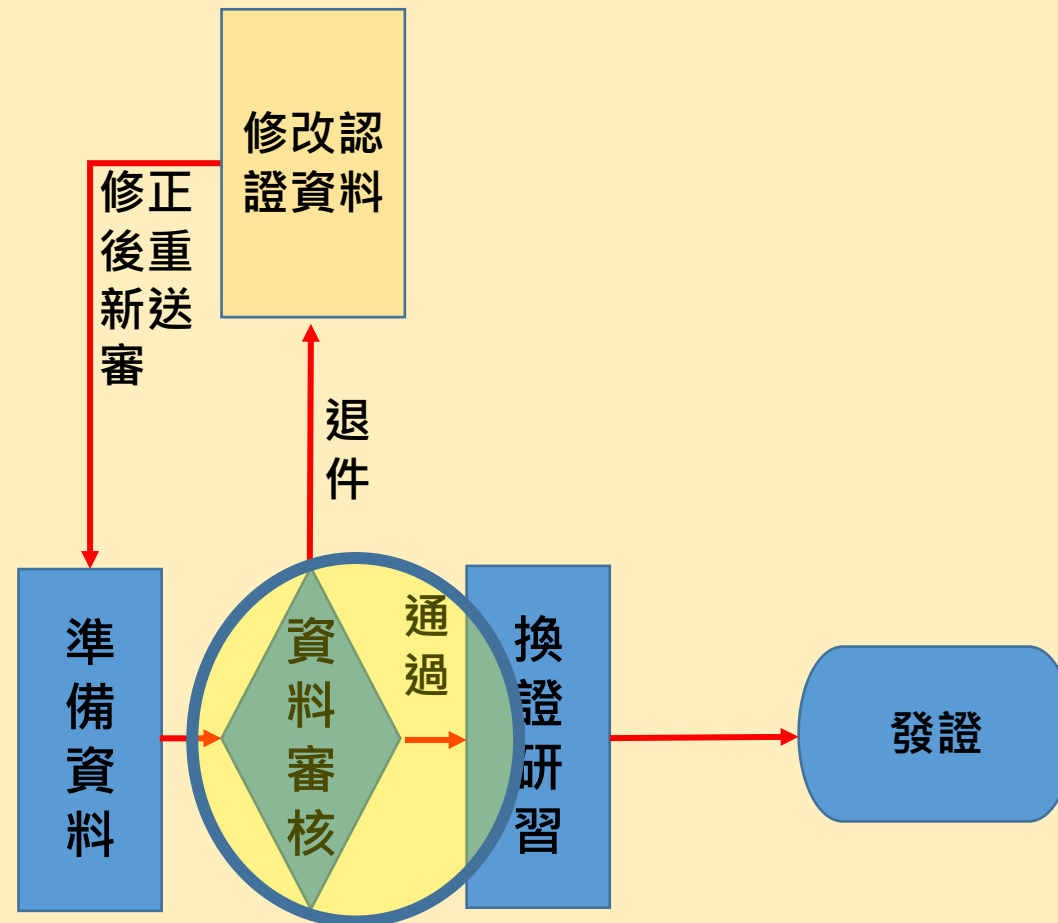 修改認
證資料
修正
後重
新送
審
退
件
準
備
資
料
資
料
審
核
通
過
換
證
研
習
發證